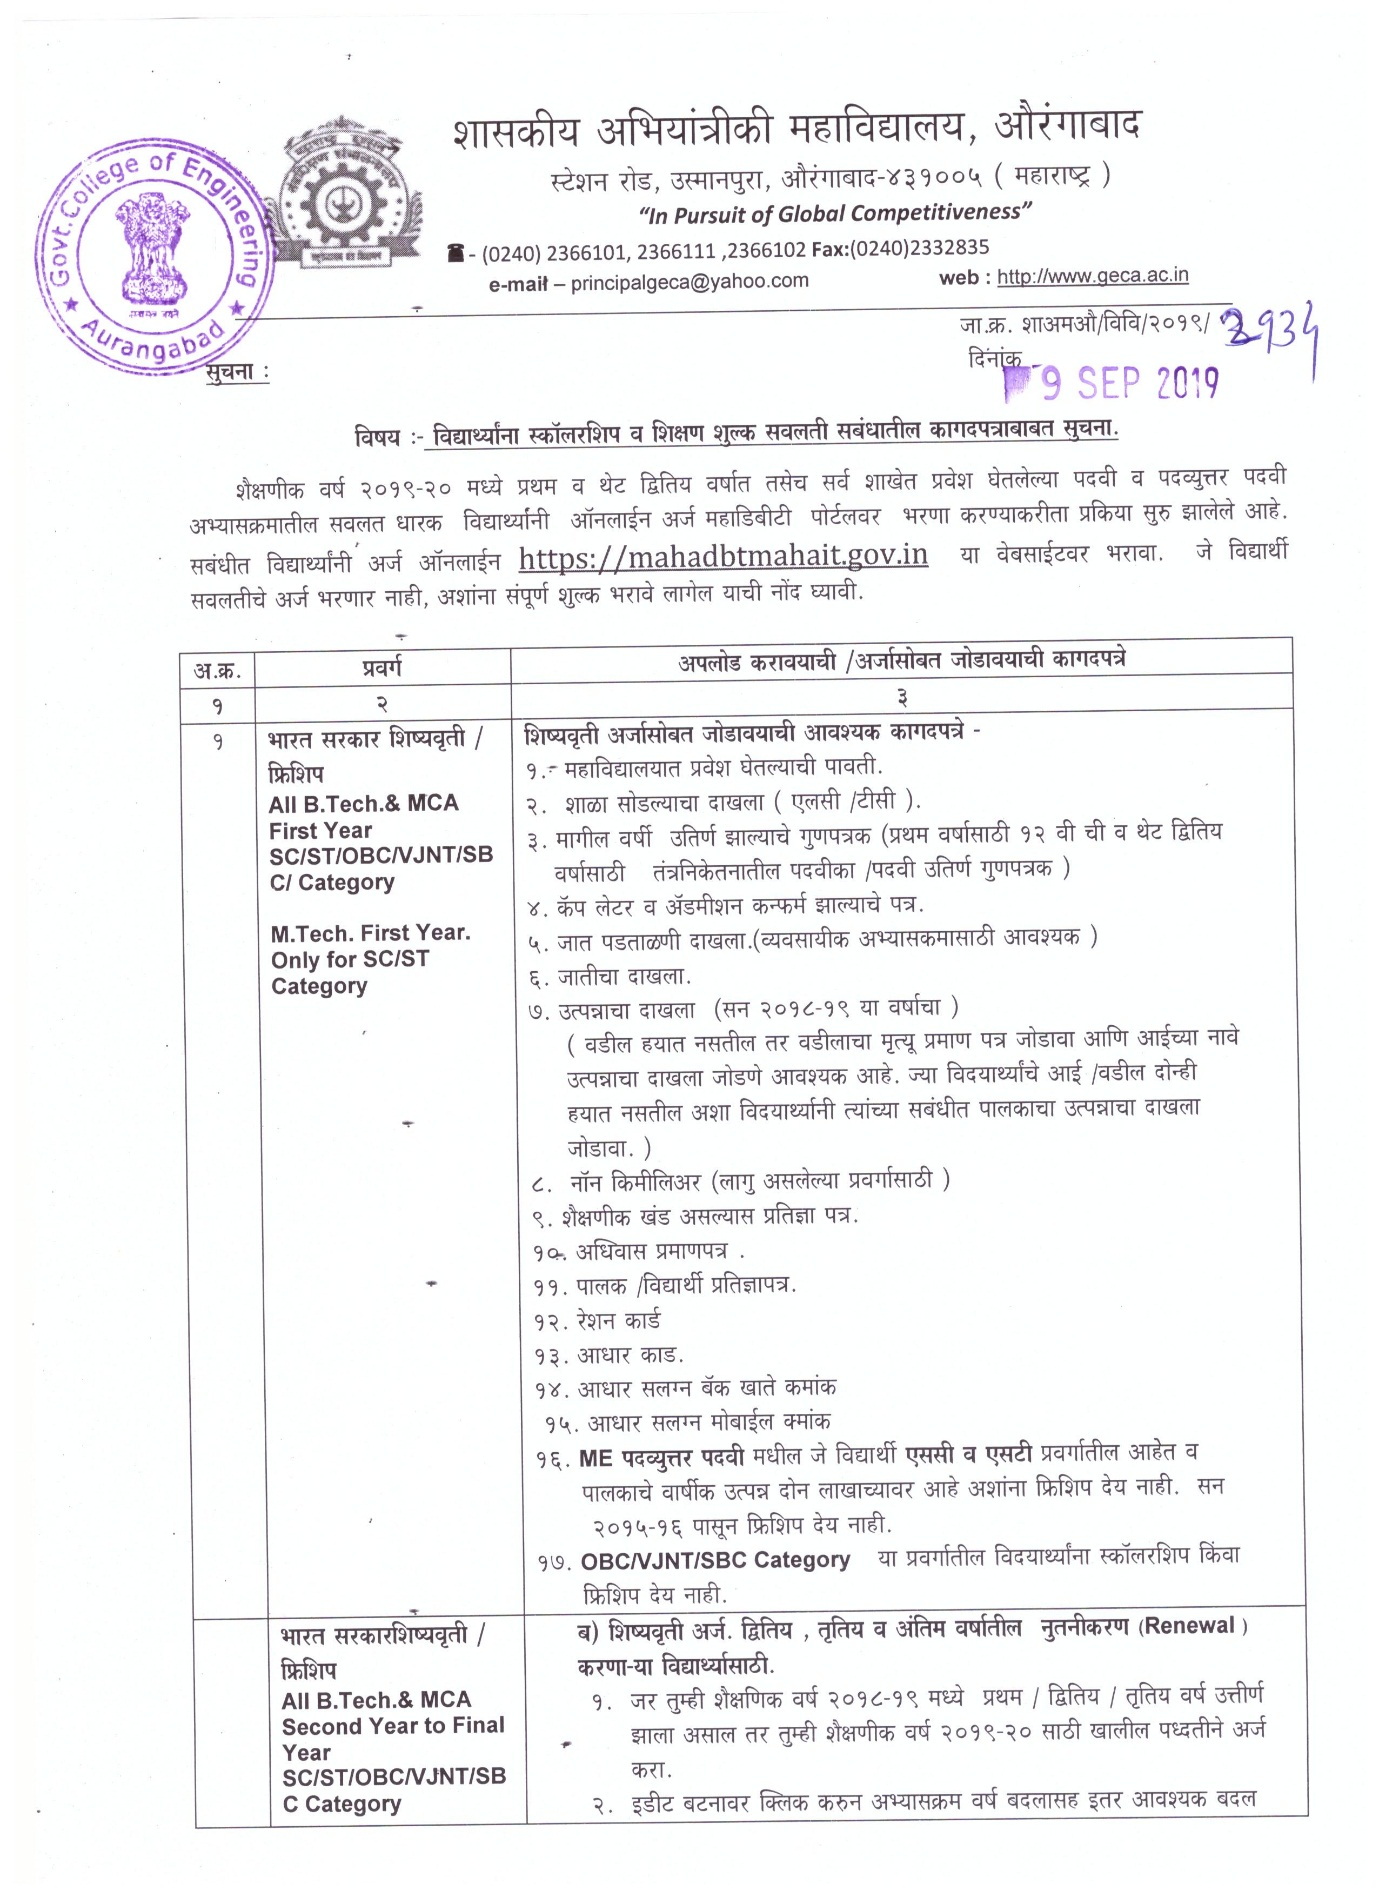 शासकीय अभियांत्रीकी महाविद्यालय, औरंगाबाद
स्टेशन रोड, उस्मानपुरा, औरंगाबाद-४३१००५ ( महाराष्ट्र )
“In Pursuit of Global Competitiveness”
☎ - (0240) 2366101, 2366111 ,2366102 Fax:(0240)2332835
e-mail – principalgeca@yahoo.com web : http://www.geca.ac.in
Govt. College of Engineering
★ Aurangabad ★
जा.क्र. शाअमऔ/विवि/२०१९/
दिनांक -
9 SEP 2019
सुचना :
विषय :- विद्यार्थ्यांना स्कॉलरशिप व शिक्षण शुल्क सवलती सबंधातील कागदपत्राबाबत सुचना.
शैक्षणीक वर्ष २०१९-२० मध्ये प्रथम व थेट द्वितिय वर्षात तसेच सर्व शाखेत प्रवेश घेतलेल्या पदवी व पदव्युत्तर पदवी
अभ्यासक्रमातील सवलत धारक विद्यार्थ्यांनी ऑनलाईन अर्ज महाडिबीटी पोर्टलवर भरणा करण्याकरीता प्रकिया सुरु झालेले आहे.
सबंधीत विद्यार्थ्यांनी अर्ज ऑनलाईन https://mahadbtmahait.gov.in या वेबसाईटवर भरावा. जे विद्यार्थी
सवलतीचे अर्ज भरणार नाही, अशांना संपूर्ण शुल्क भरावे लागेल याची नोंद घ्यावी.
अ.क्र. प्रवर्ग अपलोड करावयाची /अर्जासोबत जोडावयाची कागदपत्रे
१ २ ३
१
भारत सरकार शिष्यवृती /
फ्रिशिप
All B.Tech.& MCA
First Year
SC/ST/OBC/VJNT/SB
C/ Category
M.Tech. First Year.
Only for SC/ST
Category
शिष्यवृती अर्जासोबत जोडावयाची आवश्यक कागदपत्रे -
१.- महाविद्यालयात प्रवेश घेतल्याची पावती.
२. शाळा सोडल्याचा दाखला ( एलसी /टीसी ).
३. मागील वर्षी उतिर्ण झाल्याचे गुणपत्रक (प्रथम वर्षासाठी १२ वी ची व थेट द्वितिय
वर्षासाठी तंत्रनिकेतनातील पदवीका /पदवी उतिर्ण गुणपत्रक )
४. कॅप लेटर व ॲडमीशन कन्फर्म झाल्याचे पत्र.
५. जात पडताळणी दाखला.(व्यवसायीक अभ्यासकमासाठी आवश्यक )
६. जातीचा दाखला.
७. उत्पन्नाचा दाखला (सन २०१८-१९ या वर्षाचा )
( वडील हयात नसतील तर वडीलाचा मृत्यू प्रमाण पत्र जोडावा आणि आईच्या नावे
उत्पन्नाचा दाखला जोडणे आवश्यक आहे. ज्या विदयार्थ्यांचे आई /वडील दोन्ही
हयात नसतील अशा विदयार्थ्यानी त्यांच्या सबंधीत पालकाचा उत्पन्नाचा दाखला
जोडावा. )
८. नॉन किमीलिअर (लागु असलेल्या प्रवर्गासाठी )
९. शैक्षणीक खंड असल्यास प्रतिज्ञा पत्र.
१०. अधिवास प्रमाणपत्र .
११. पालक /विद्यार्थी प्रतिज्ञापत्र.
१२. रेशन कार्ड
१३. आधार काड.
१४. आधार सलग्न बॅक खाते कमांक
१५. आधार सलग्न मोबाईल क्मांक
१६. ME पदव्युत्तर पदवी मधील जे विद्यार्थी एससी व एसटी प्रवर्गातील आहेत व
पालकाचे वार्षीक उत्पन्न दोन लाखाच्यावर आहे अशांना फ्रिशिप देय नाही. सन
२०१५-१६ पासून फ्रिशिप देय नाही.
१७. OBC/VJNT/SBC Category या प्रवर्गातील विदयार्थ्यांना स्कॉलरशिप किंवा
फ्रिशिप देय नाही.
भारत सरकारशिष्यवृती /
फ्रिशिप
All B.Tech.& MCA
Second Year to Final
Year
SC/ST/OBC/VJNT/SB
C Category
ब) शिष्यवृती अर्ज. द्वितिय , तृतिय व अंतिम वर्षातील नुतनीकरण (Renewal )
करणा-या विद्यार्थ्यासाठी.
१. जर तुम्ही शैक्षणिक वर्ष २०१८-१९ मध्ये प्रथम / द्वितिय / तृतिय वर्ष उत्तीर्ण
झाला असाल तर तुम्ही शैक्षणीक वर्ष २०१९-२० साठी खालील पध्दतीने अर्ज
करा.
२. इडीट बटनावर क्लिक करुन अभ्यासक्रम वर्ष बदलासह इतर आवश्यक बदल